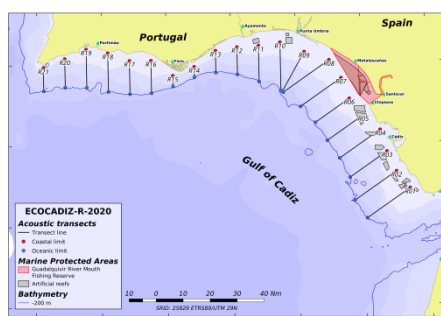 Portugal
Spain
Ayamonte
Punta Umbria
Portimão
Faro
Matalascañas
Sanlúcar
Chipiona
Cádiz
R21
R20
R19
R18
R17
R16
R15
R14
R13
R12
R11
R10
R09
R08
R07
R06
R05
R04
R03
R02
R01
Gulf of Cadiz
ECOCADIZ-R-2020
Acoustic transects
Transect line
Coastal limit
Oceanic limit
Marine Protected Areas
Guadalquivir River Mouth
Fishing Reserve
Artificial reefs
Bathymetry
-200 m
10 0 10 20 30 40 Nm
SRID: 25829 ETRS89/UTM 29N